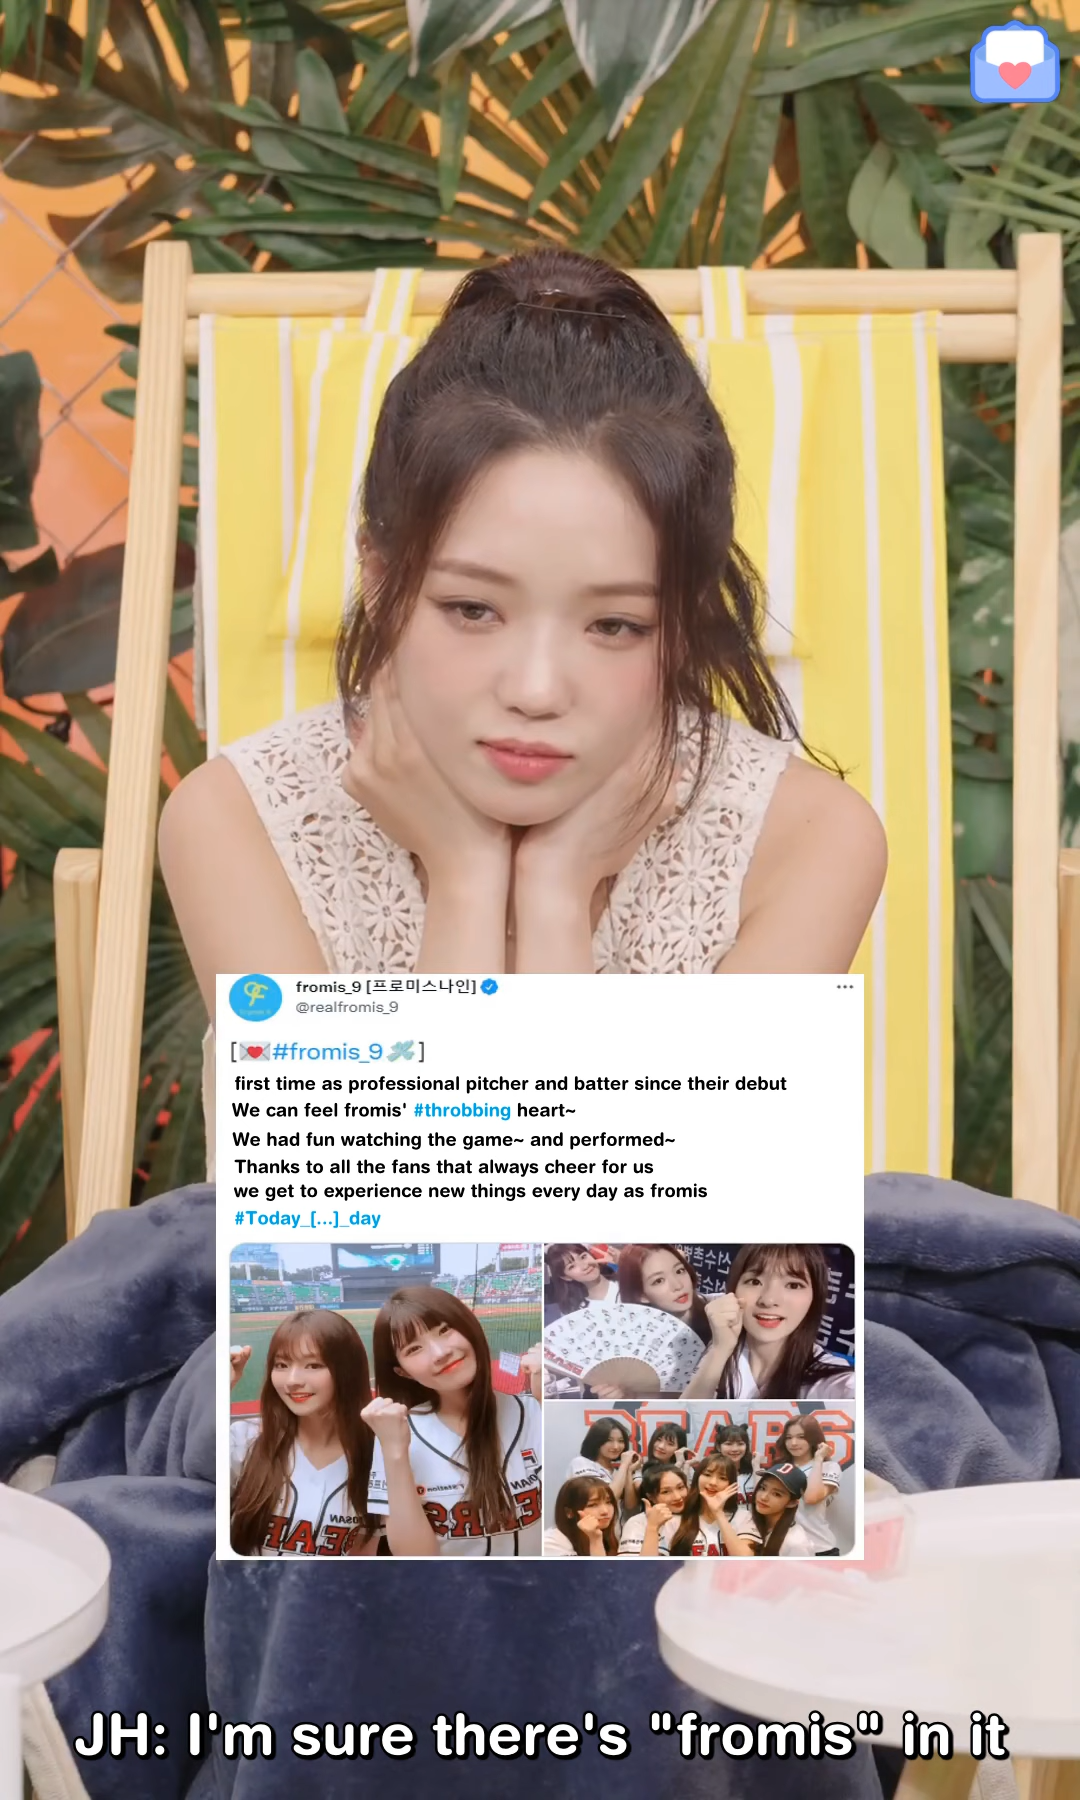 fromis_9 [프로미스나인]
@realfromis_9
[💌#fromis_9]
first time as professional pitcher and batter since their debut
We can feel fromis' #throbbing heart~
We had fun watching the game~ and performed~
Thanks to all the fans that always cheer for us
we get to experience new things every day as fromis
#Today_[...]_day
BEARS
D
JH: I'm sure there's "fromis" in it